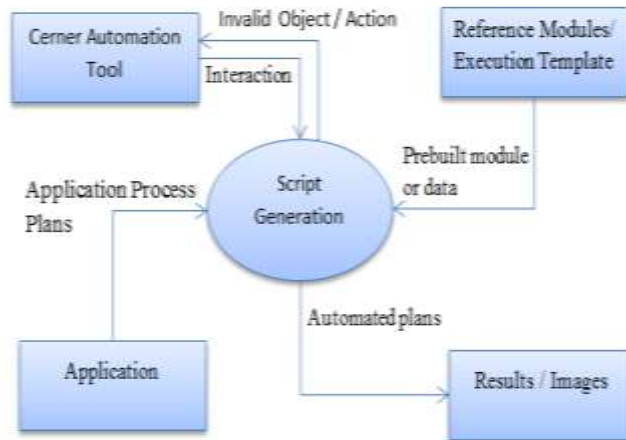 Invalid Object / Action
Cerner Automation
Tool
Reference Modules/
Execution Template
Interaction
Prebuilt module
or data
Script
Generation
Application Process
Plans
Automated plans
Application
Results / Images